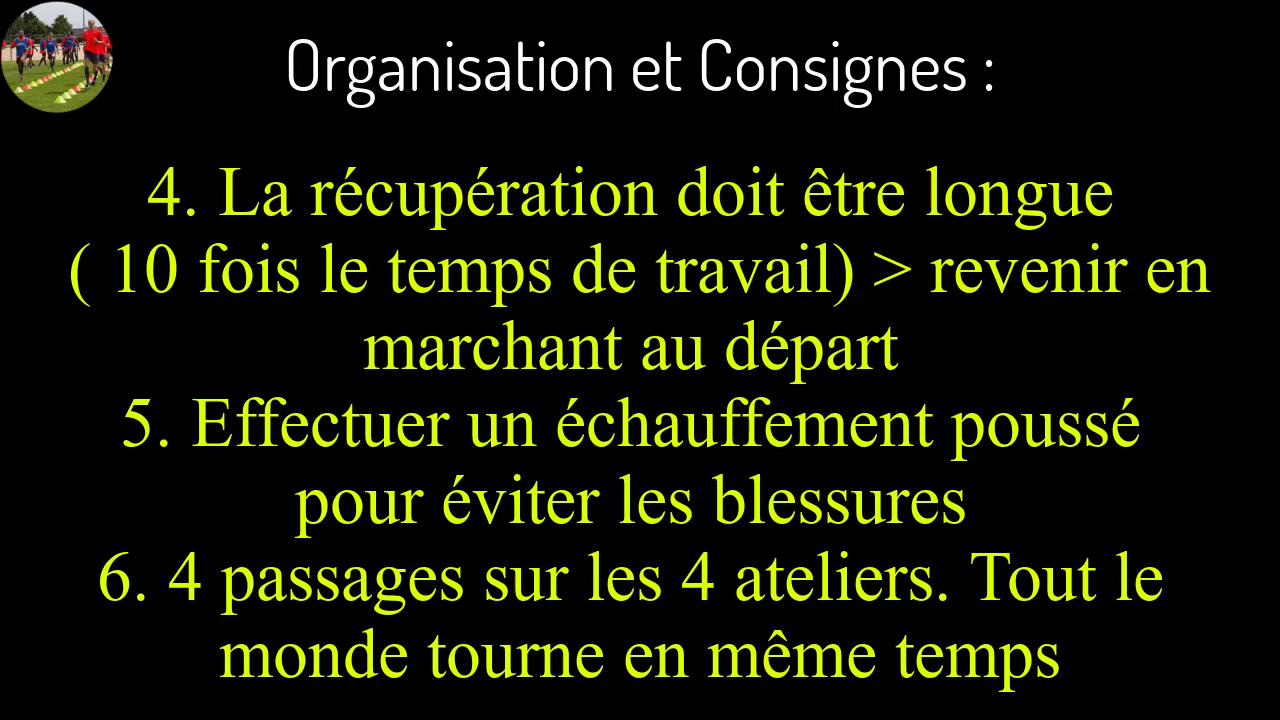 Organisation et Consignes :
4. La récupération doit être longue
( 10 fois le temps de travail) > revenir en
marchant au départ
5. Effectuer un échauffement poussé
pour éviter les blessures
6. 4 passages sur les 4 ateliers. Tout le
monde tourne en même temps